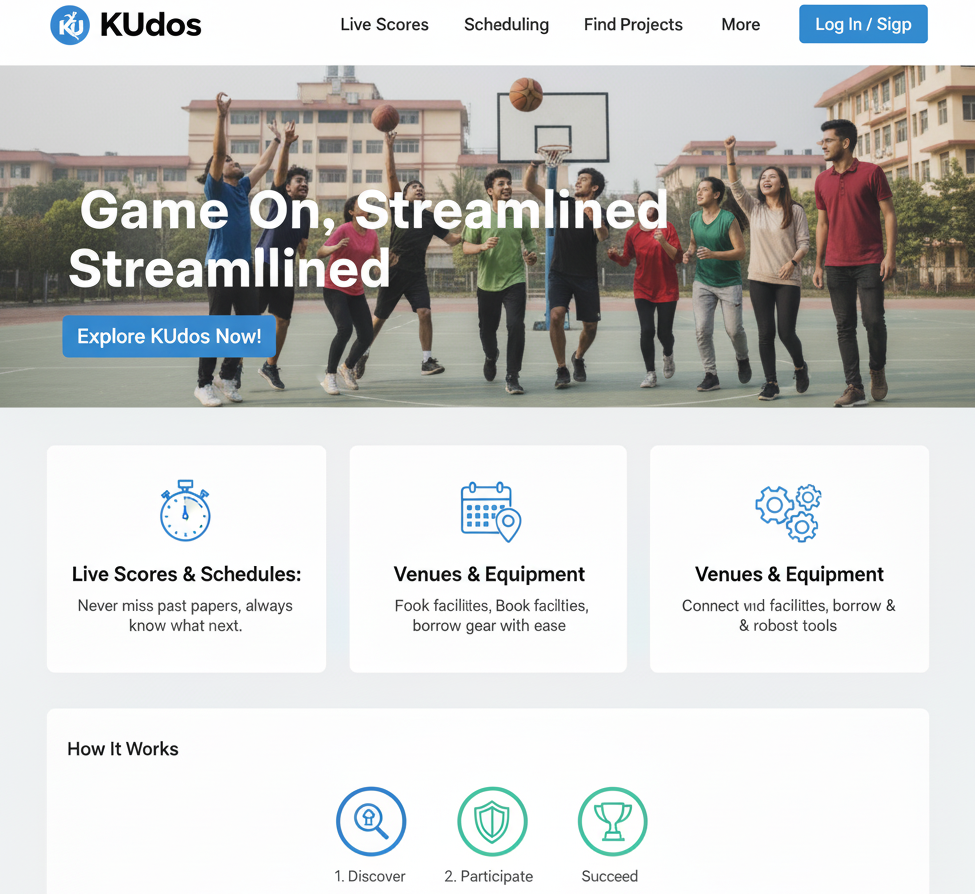 KU KUdos
Live Scores Scheduling Find Projects More Log In / Sigp
Game On, Streamlined
Streamllined
Explore KUdos Now!
Live Scores & Schedules:
Never miss past papers, always
know what next.
Venues & Equipment
Fook facilittes, Book facilties,
borrow gear with ease
Venues & Equipment
Connect vıd facilittes, borrow &
& robost tools
How It Works
1. Discover
2. Participate
Succeed